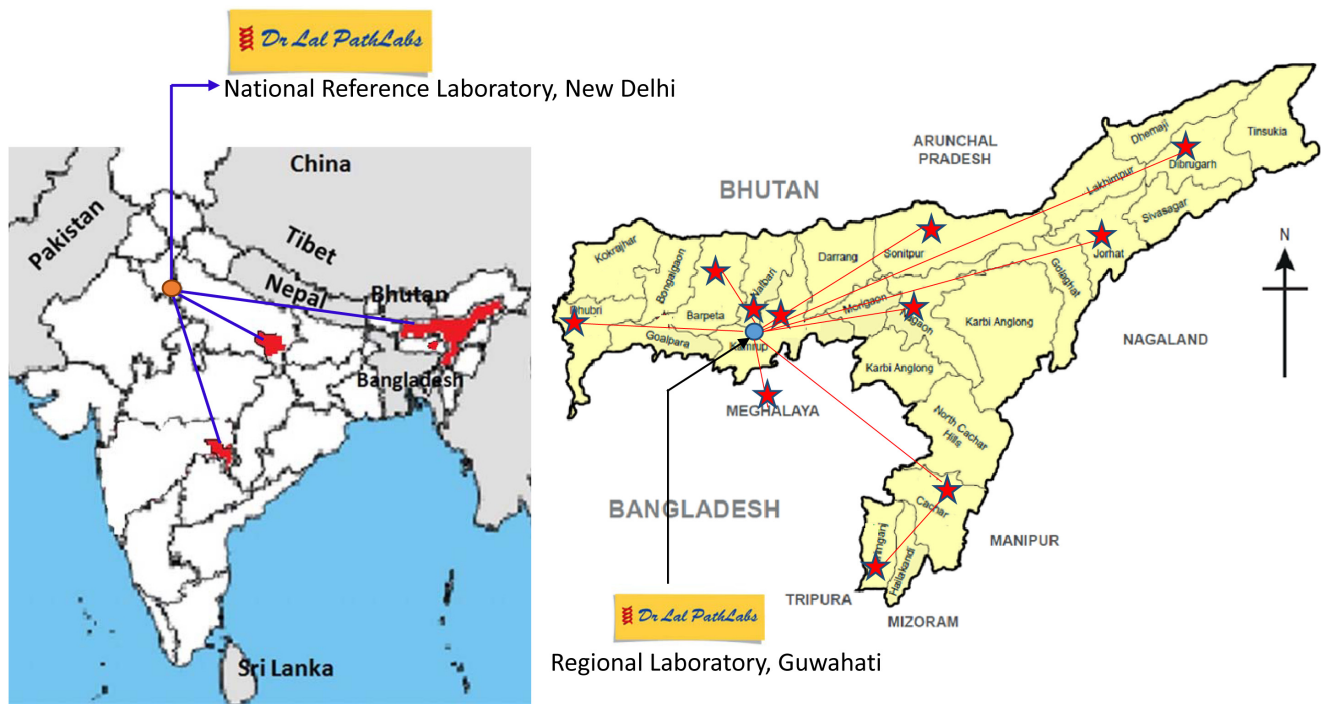 Dr Lal PathLabs
National Reference Laboratory, New Delhi
China
Pakistan
Tibet
Nepal
Bhutan
Bangladesh
Sri Lanka
ARUNCHAL
PRADESH
BHUTAN
Dhemaji
Tinsukia
Dibrugarh
Lakhimpur
Sivasagar
Kokrajhar
Bongaigaon
Nalbari
Darrang
Sonitpur
Jorhat
Golaghat
Dhubri
Barpeta
Morigaon
Nagaon
Karbi Anglong
Goalpara
Kamrup
Karbi Anglong
NAGALAND
MEGHALAYA
North Cachar
Hills
BANGLADESH
Cachar
Hailakandi
MANIPUR
TRIPURA
MIZORAM
N
Dr Lal PathLabs
Regional Laboratory, Guwahati